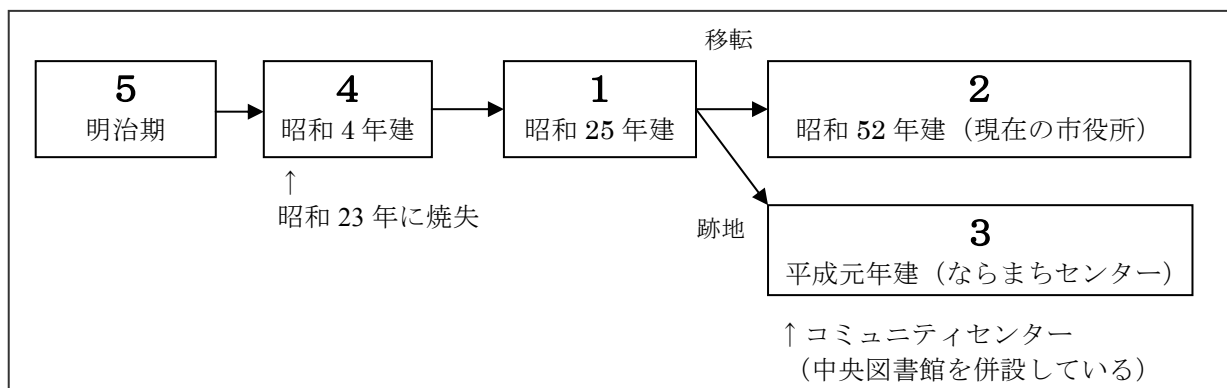 移転
5
明治期
4
昭和 4 年建
1
昭和 25 年建
2
昭和 52 年建（現在の市役所）
↑
昭和 23 年に焼失
跡地
3
平成元年建（ならまちセンター）
↑コミュニティセンター
（中央図書館を併設している）